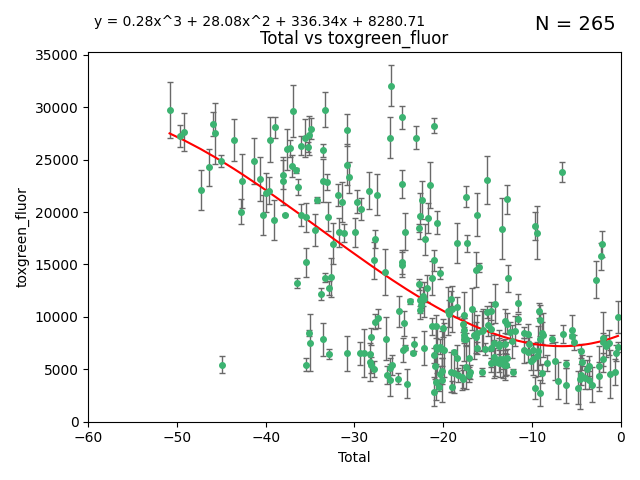 y = 0.28x^3 + 28.08x^2 + 336.34x + 8280.71
N = 265
Total vs toxgreen_fluor
35000
30000
25000
20000
15000
10000
5000
0
toxgreen_fluor
−60 −50 −40 −30 −20 −10 0
Total